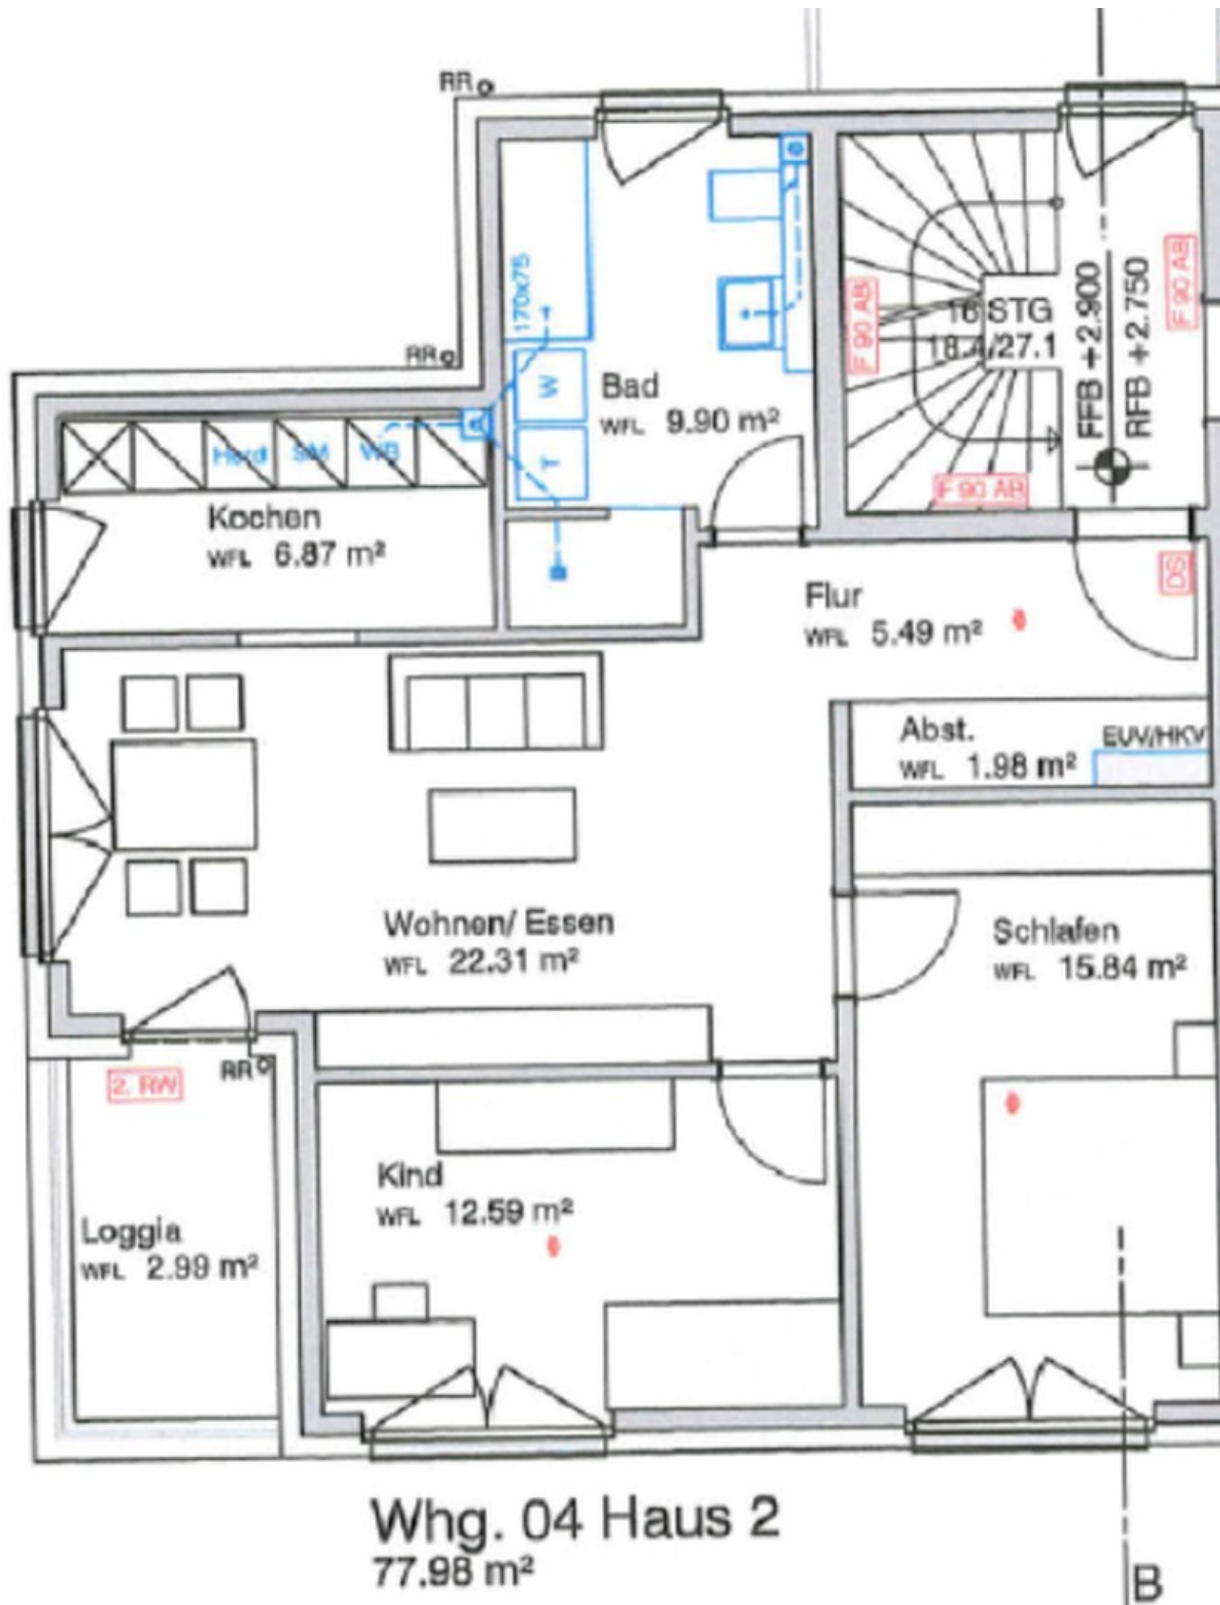 RR
RR
170x75
W
T
Bad
WFL 9.90 m²
F 90 AB
16 STG
18.4/27.1
F 90 AB
FFB +2.900
RFB +2.750
F 90 AB
Herd
SM
WB
Kochen
WFL 6.87 m²
Flur
WFL 5.49 m²
DS
Abst.
WFL 1.98 m²
EUV/HKV
Wohnen/ Essen
WFL 22.31 m²
Schlafen
WFL 15.84 m²
2. RW
RR
Kind
WFL 12.59 m²
Loggia
WFL 2.99 m²
Whg. 04 Haus 2
77.98 m²
B